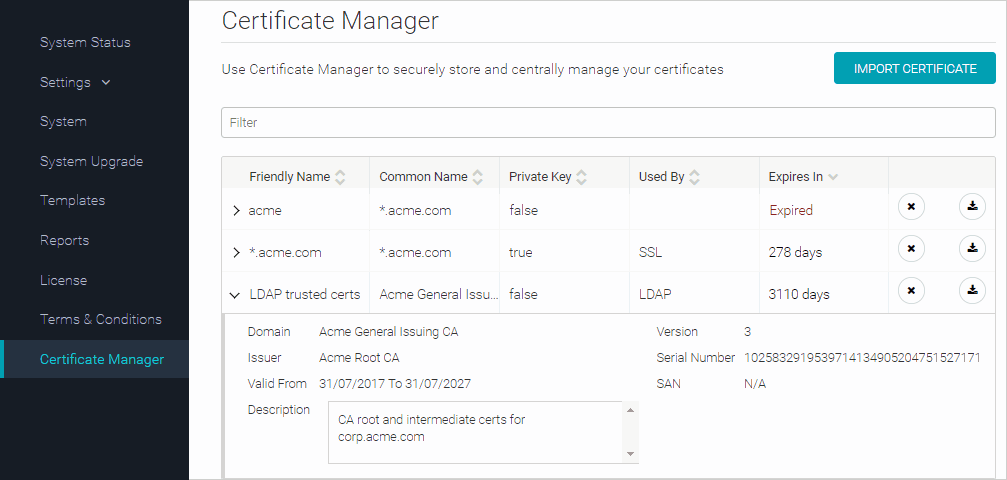 Certificate Manager
System Status
Settings
System
System Upgrade
Templates
Reports
License
Terms & Conditions
Certificate Manager
Use Certificate Manager to securely store and centrally manage your certificates
IMPORT CERTIFICATE
Filter
Friendly Name Common Name Private Key Used By Expires In
acme *.acme.com false Expired
*.acme.com *.acme.com true SSL 278 days
LDAP trusted certs Acme General Issu... false LDAP 3110 days
Domain Acme General Issuing CA Version 3
Issuer Acme Root CA Serial Number 10258329195397141349052047515271​71
Valid From 31/07/2017 To 31/07/2027 SAN N/A
Description CA root and intermediate certs for
corp.acme.com